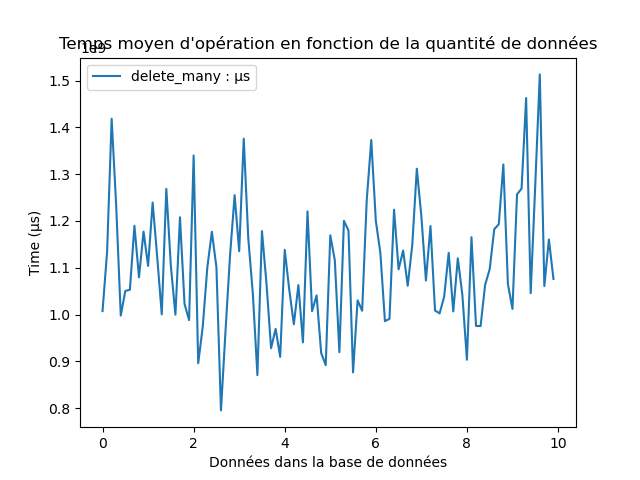 Temps moyen d'opération en fonction de la quantité de données
1e9
delete_many : µs
1.5
1.4
1.3
1.2
1.1
1.0
0.9
0.8
Time (µs)
0 2 4 6 8 10
Données dans la base de données